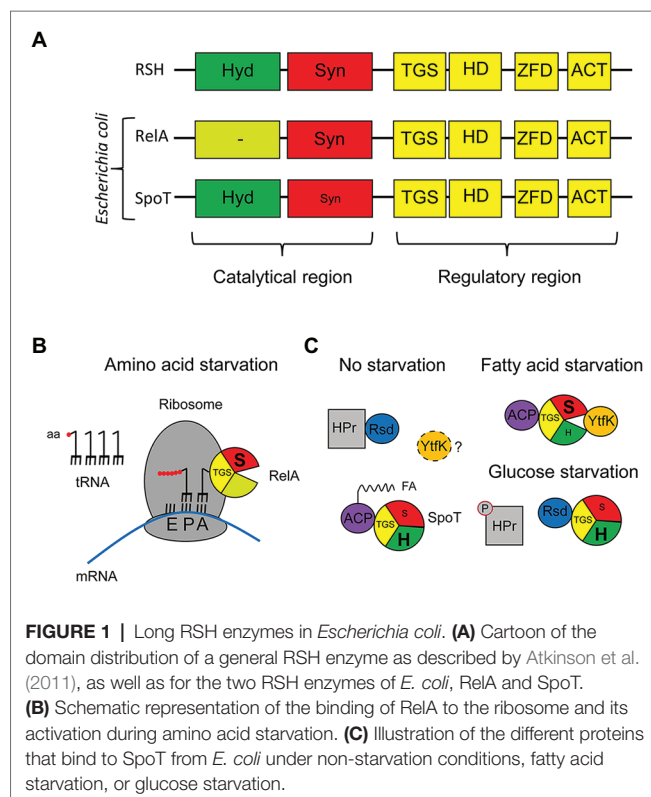 A
RSH
Hyd
Syn
TGS
HD
ZFD
ACT
Escherichia coli
RelA
-
Syn
TGS
HD
ZFD
ACT
SpoT
Hyd
Syn
TGS
HD
ZFD
ACT
Catalytical region
Regulatory region
B
Amino acid starvation
Ribosome
aa
tRNA
S
TGS
RelA
E P A
mRNA
C
No starvation
HPr
Rsd
YtfK
?
FA
ACP
TGS
S
H
SpoT
Fatty acid starvation
ACP
TGS
S
H
YtfK
Glucose starvation
P
HPr
Rsd
TGS
S
H
FIGURE 1 | Long RSH enzymes in Escherichia coli. (A) Cartoon of the
domain distribution of a general RSH enzyme as described by Atkinson et al.
(2011), as well as for the two RSH enzymes of E. coli, RelA and SpoT.
(B) Schematic representation of the binding of RelA to the ribosome and its
activation during amino acid starvation. (C) Illustration of the different proteins
that bind to SpoT from E. coli under non-starvation conditions, fatty acid
starvation, or glucose starvation.